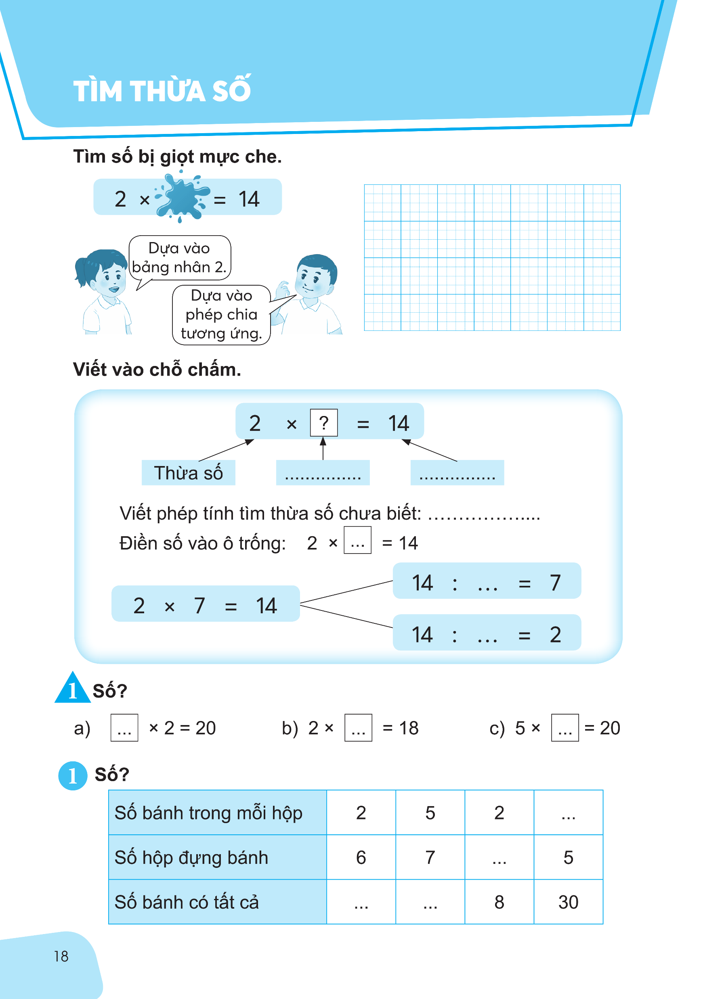 TÌM THỪA SỐ
Tìm số bị giọt mực che.
2 × = 14
Dựa vào
bảng nhân 2.
Dựa vào
phép chia
tương ứng.
Viết vào chỗ chấm.
2 × ? = 14
Thừa số ............... ...............
Viết phép tính tìm thừa số chưa biết: ......................
Điền số vào ô trống: 2 × ... = 14
14 : ... = 7
2 × 7 = 14
14 : ... = 2
1 Số?
a) ... × 2 = 20 b) 2 × ... = 18 c) 5 × ... = 20
1 Số?
Số bánh trong mỗi hộp 2 5 2 ...
Số hộp đựng bánh 6 7 ... 5
Số bánh có tất cả ... ... 8 30
18